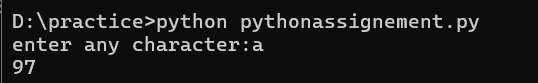 D:\practice>python pythonassignement.py
enter any character:a
97